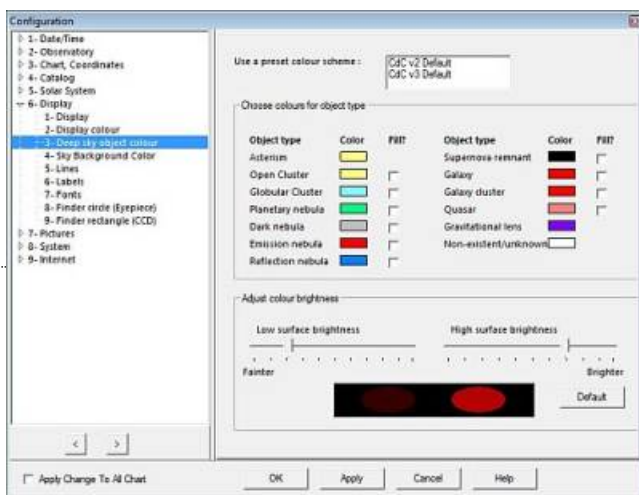 Configuration
1- Date/Time
2- Observatory
3- Chart, Coordinates
4- Catalog
5- Solar System
6- Display
1- Display
2- Display colour
3- Deep sky object colour
4- Sky Background Color
5- Lines
6- Labels
7- Fonts
8- Finder circle (Eyepiece)
9- Finder rectangle (CCD)
7- Pictures
8- System
9- Internet
< >
Use a preset colour scheme :
CdC v2 Default
CdC v3 Default
Choose colours for object type
Object type Color Fill? Object type Color Fill?
Asterism Supernova remnant
Open Cluster Galaxy
Globular Cluster Galaxy cluster
Planetary nebula Quasar
Dark nebula Gravitational lens
Emission nebula Non-existent/unknown
Reflection nebula
Adjust colour brightness
Low surface brightness High surface brightness
Fainter Brighter
Default
Apply Change To All Chart OK Apply Cancel Help